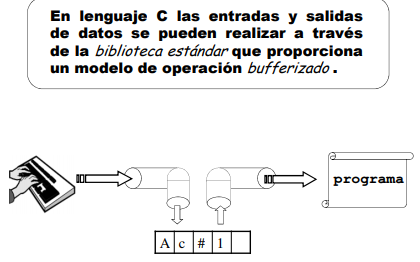 En lenguaje C las entradas y salidas
de datos se pueden realizar a través
de la biblioteca estándar que proporciona
un modelo de operación bufferizado.
programa
A c # 1